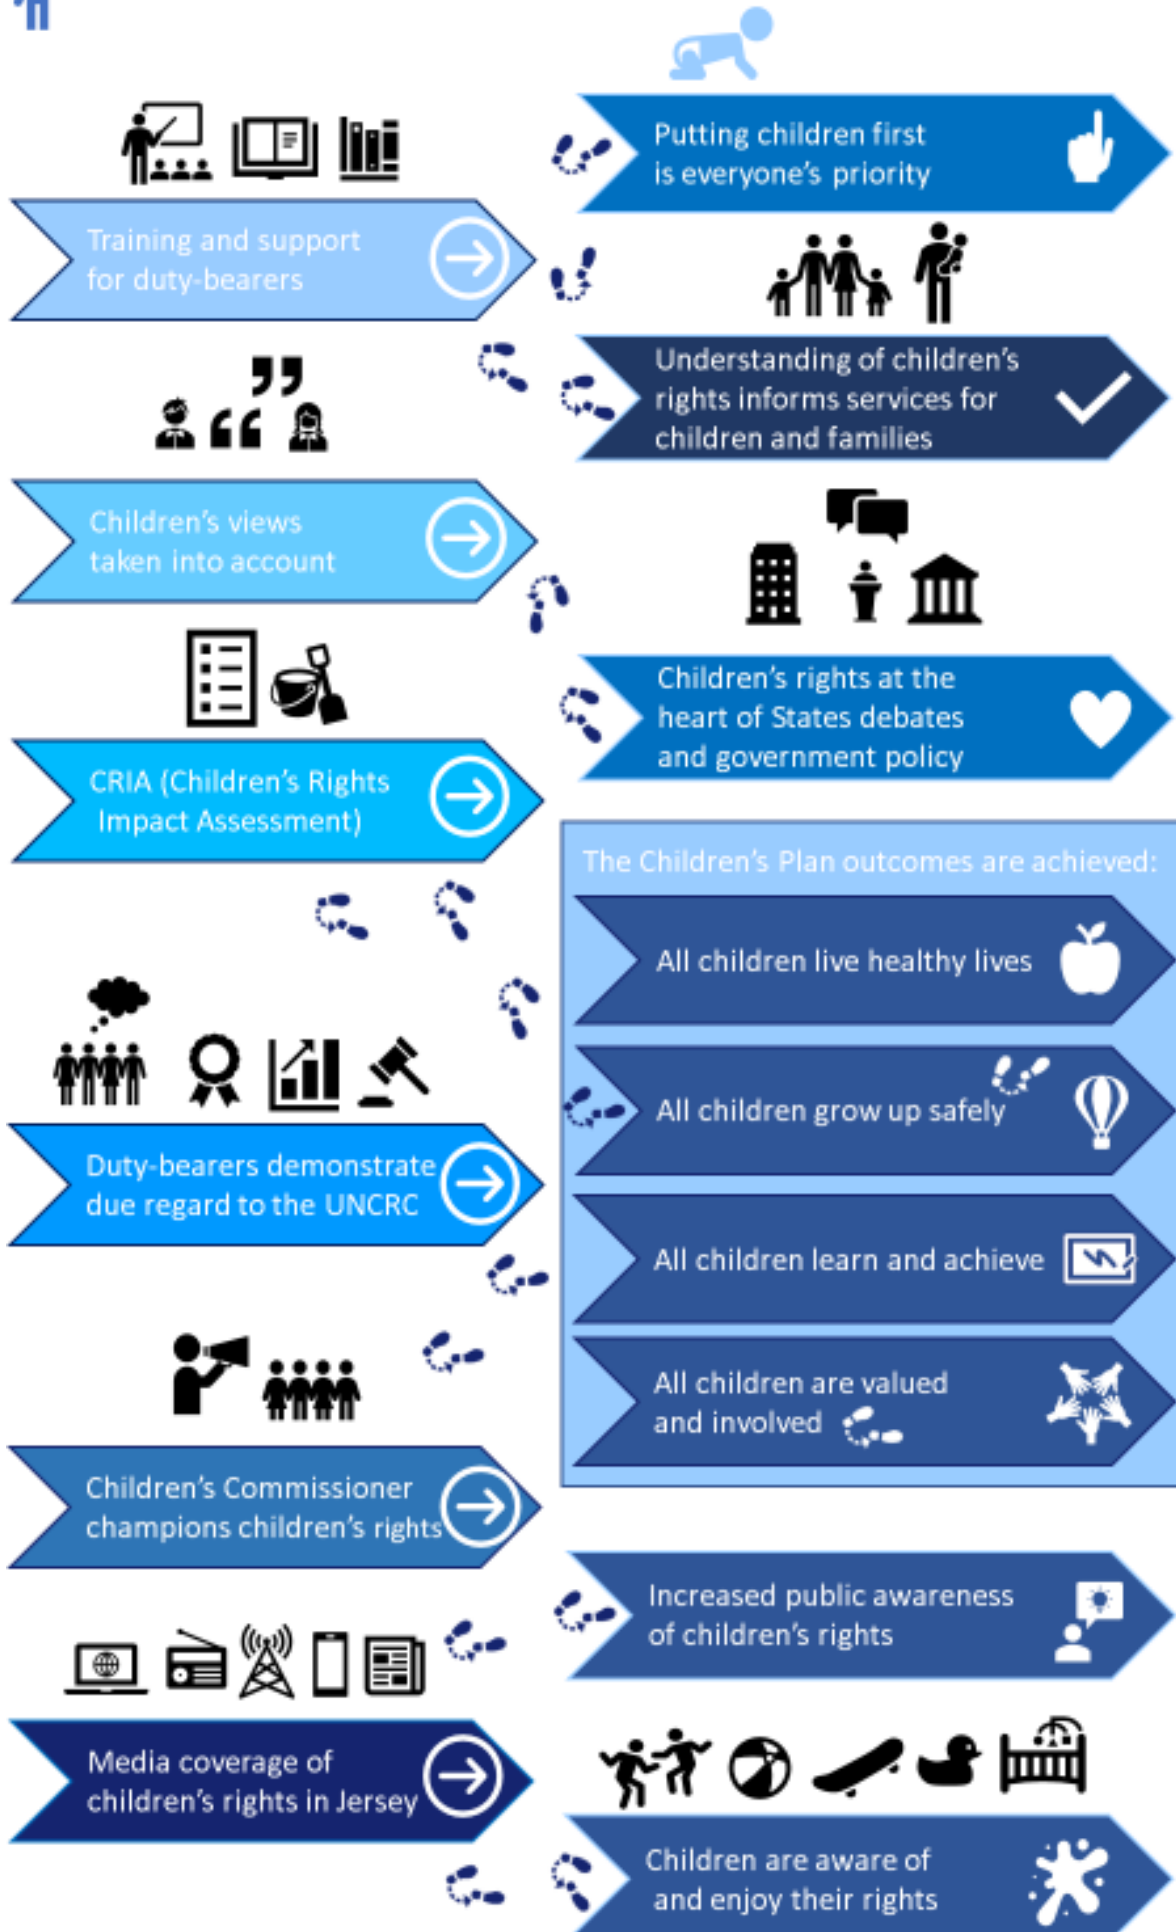 Training and support
for duty-bearers
Children's views
taken into account
CRIA (Children's Rights
Impact Assessment)
Duty-bearers demonstrate
due regard to the UNCRC
Children's Commissioner
champions children's rights
Media coverage of
children's rights in Jersey
Putting children first
is everyone's priority
Understanding of children's
rights informs services for
children and families
Children's rights at the
heart of States debates
and government policy
The Children's Plan outcomes are achieved:
All children live healthy lives
All children grow up safely
All children learn and achieve
All children are valued
and involved
Increased public awareness
of children's rights
Children are aware of
and enjoy their rights